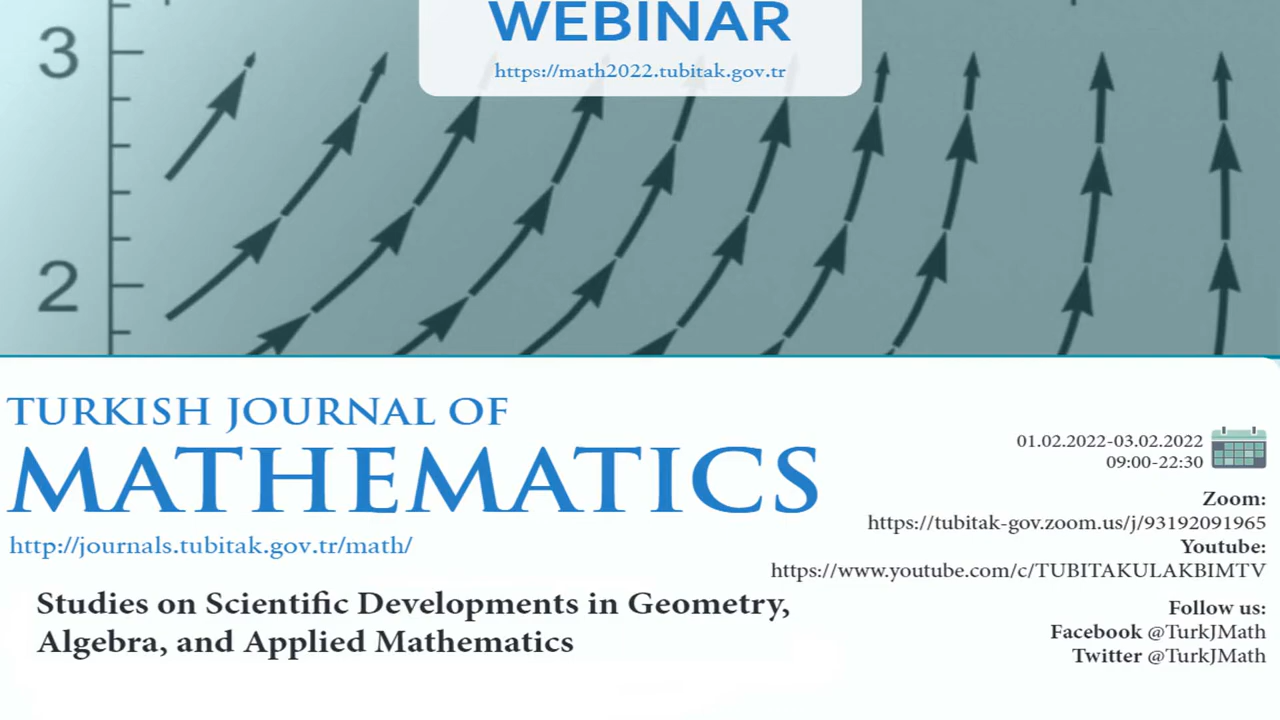 WEBINAR
https://math2022.tubitak.gov.tr
3
2
TURKISH JOURNAL OF
MATHEMATICS
http://journals.tubitak.gov.tr/math/
Studies on Scientific Developments in Geometry,
Algebra, and Applied Mathematics
01.02.2022-03.02.2022
09:00-22:30
Zoom:
https://tubitak-gov.zoom.us/j/93192091965
Youtube:
https://www.youtube.com/c/TUBITAKULAKBIMTV
Follow us:
Facebook @TurkJMath
Twitter @TurkJMath